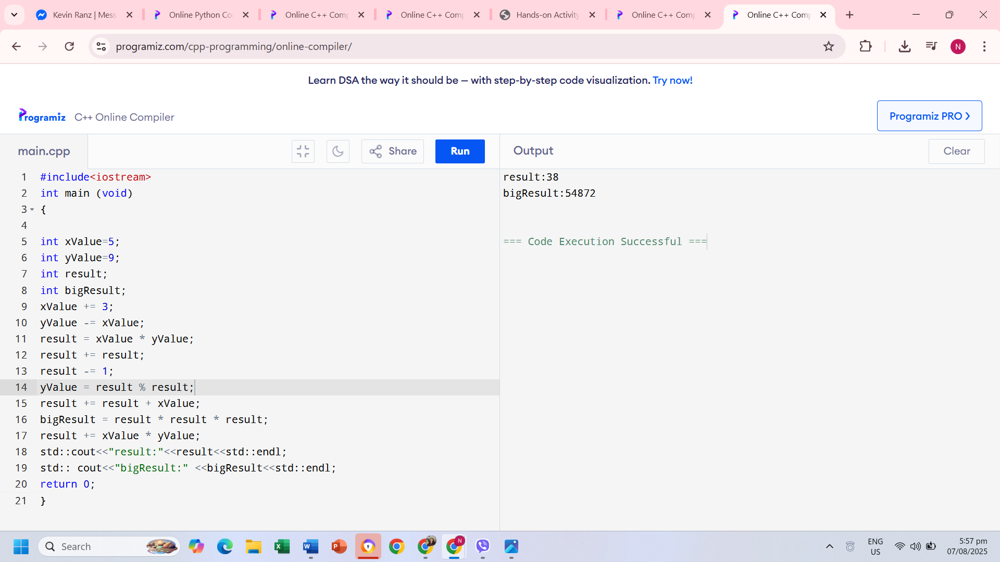 Kevin Ranz | Mess
Online Python Co
Online C++ Comp
Online C++ Comp
Hands-on Activity
Online C++ Comp
Online C++ Comp
programiz.com/cpp-programming/online-compiler/
N
Learn DSA the way it should be — with step-by-step code visualization. Try now!
Programiz C++ Online Compiler
Programiz PRO ❯
main.cpp
Share
Run
Output
Clear
1 #include<iostream>
2 int main (void)
3 {
4
5 int xValue=5;
6 int yValue=9;
7 int result;
8 int bigResult;
9 xValue += 3;
10 yValue -= xValue;
11 result = xValue * yValue;
12 result += result;
13 result -= 1;
14 yValue = result % result;
15 result += result + xValue;
16 bigResult = result * result * result;
17 result += xValue * yValue;
18 std::cout<<"result:"<<result<<std::endl;
19 std:: cout<<"bigResult:" <<bigResult<<std::endl;
20 return 0;
21 }
result:38
bigResult:54872
=== Code Execution Successful ===
Search
N
ENG
US
5:57 pm
07/08/2025